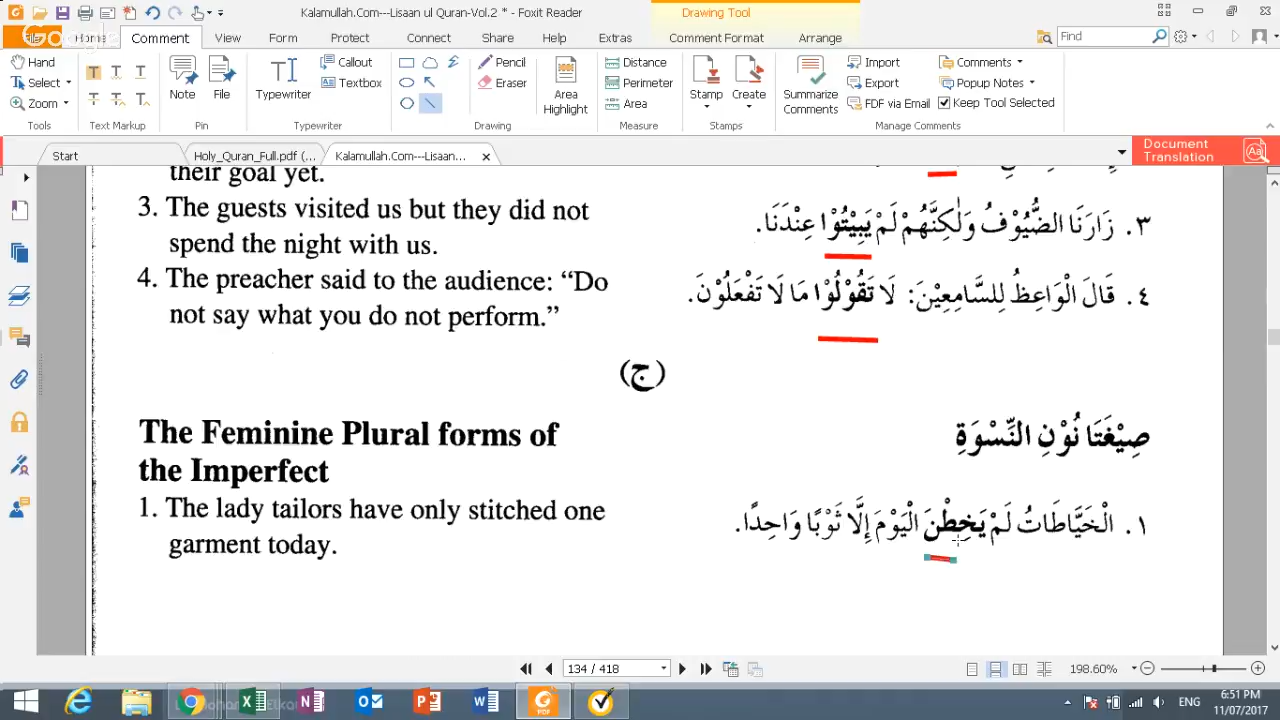 Kalamullah.Com---Lisaan ul Quran-Vol.2 * - Foxit Reader
Drawing Tool
Google
File Home Comment View Form Protect Connect Share Help Extras Comment Format Arrange
Find
Hand
Select
Zoom
Tools
Text Markup
Note
File
Pin
Typewriter
Callout
Textbox
Typewriter
Pencil
Eraser
Area Highlight
Drawing
Distance
Perimeter
Area
Measure
Stamp
Create
Stamps
Summarize Comments
Import
Export
FDF via Email
Comments
Popup Notes
Keep Tool Selected
Manage Comments
Start
Holy_Quran_Full.pdf (...
Kalamullah.Com---Lisaan...
Document Translation
their goal yet.
3. The guests visited us but they did not
spend the night with us.
٣. زَارَنَا الضُّيُوْفُ وَلٰكِنَّهُمْ لَمْ يَبِيْتُوْا عِنْدَنَا.
4. The preacher said to the audience: “Do
not say what you do not perform.”
٤. قَالَ الْوَاعِظُ لِلسَّامِعِيْنَ: لَا تَقُوْلُوْا مَا لَا تَفْعَلُوْنَ.
(ج)
The Feminine Plural forms of
the Imperfect
صِيْغَتَا نُوْنِ النِّسْوَةِ
1. The lady tailors have only stitched one
garment today.
١. الْخَيَّاطَاتُ لَمْ يَخِطْنَ الْيَوْمَ إِلَّا ثَوْبًا وَاحِدًا.
134 / 418
198.60%
ENG
6:51 PM
11/07/2017